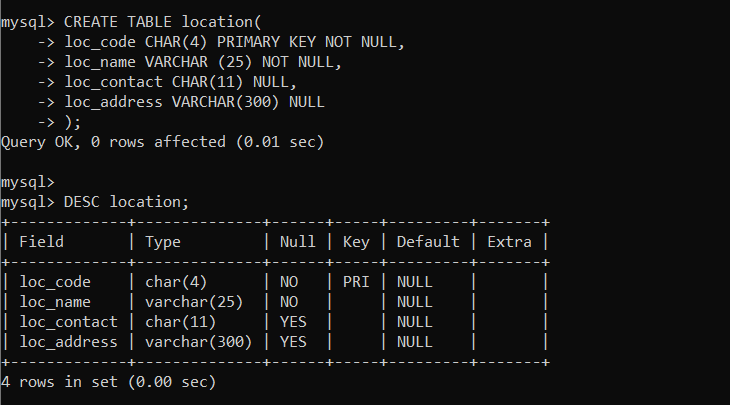 mysql> CREATE TABLE location(
    -> loc_code CHAR(4) PRIMARY KEY NOT NULL,
    -> loc_name VARCHAR (25) NOT NULL,
    -> loc_contact CHAR(11) NULL,
    -> loc_address VARCHAR(300) NULL
    -> );
Query OK, 0 rows affected (0.01 sec)

mysql>
mysql> DESC location;
+-------------+--------------+------+-----+---------+-------+
| Field       | Type         | Null | Key | Default | Extra |
+-------------+--------------+------+-----+---------+-------+
| loc_code    | char(4)      | NO   | PRI | NULL    |       |
| loc_name    | varchar(25)  | NO   |     | NULL    |       |
| loc_contact | char(11)     | YES  |     | NULL    |       |
| loc_address | varchar(300) | YES  |     | NULL    |       |
+-------------+--------------+------+-----+---------+-------+
4 rows in set (0.00 sec)